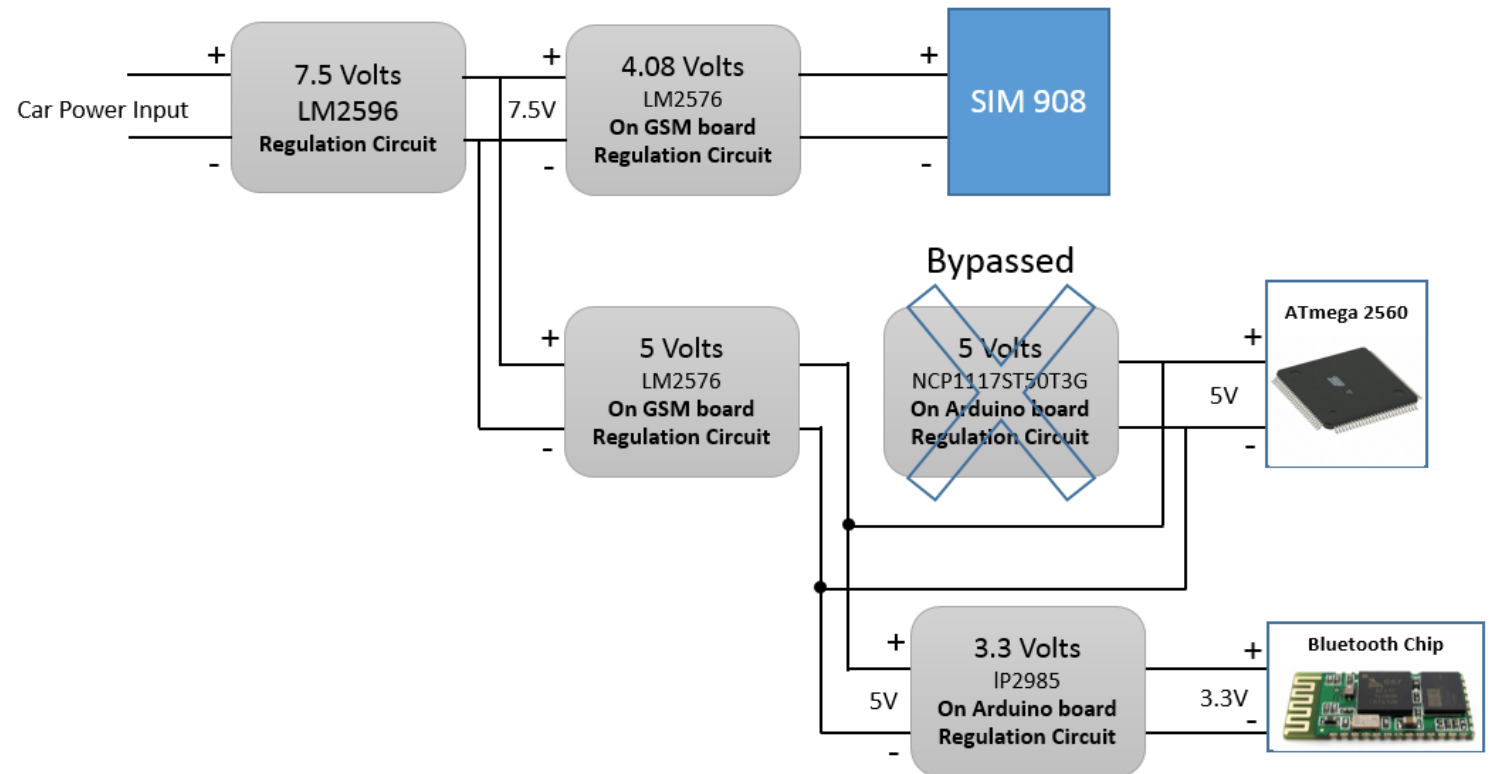 Car Power Input
+
-
7.5 Volts
LM2596
Regulation Circuit
+
7.5V
-
4.08 Volts
LM2576
On GSM board
Regulation Circuit
+
-
SIM 908
+
-
5 Volts
LM2576
On GSM board
Regulation Circuit
Bypassed
5 Volts
NCP1117ST50T3G
On Arduino board
Regulation Circuit
+
5V
-
ATmega 2560
+
5V
-
3.3 Volts
lP2985
On Arduino board
Regulation Circuit
+
3.3V
-
Bluetooth Chip